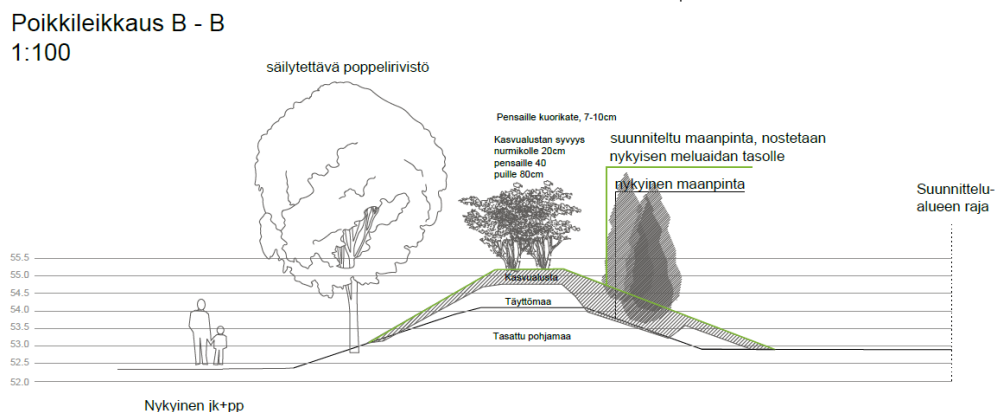 Poikkileikkaus B - B
1:100
säilytettävä poppelirivistö
Pensaille kuorikate, 7-10cm
Kasvualustan syvyys
nurmikolle 20cm
pensaille 40
puille 80cm
suunniteltu maanpinta, nostetaan
nykyisen meluaidan tasolle
nykyinen maanpinta
Suunnittelu-
alueen raja
55.5
55.0
54.5
54.0
53.5
53.0
52.5
52.0
Kasvualusta
Täyttömaa
Tasattu pohjamaa
Nykyinen jk+pp